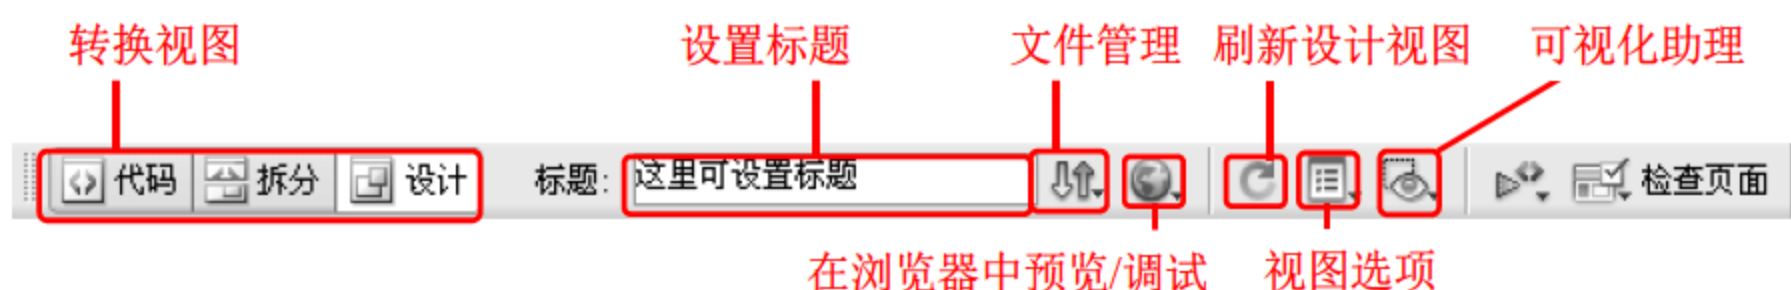 转换视图 设置标题 文件管理 刷新设计视图 可视化助理
代码 拆分 设计 标题: 这里可设置标题 检查页面
在浏览器中预览/调试 视图选项